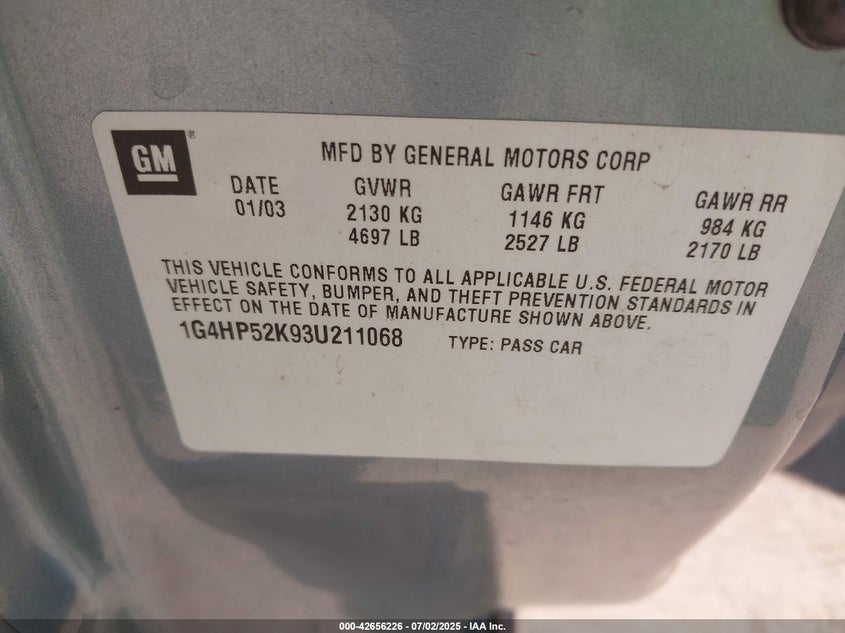 GM ®
MFD BY GENERAL MOTORS CORP
DATE GVWR GAWR FRT GAWR RR
01/03 2130 KG 1146 KG 984 KG
4697 LB 2527 LB 2170 LB
THIS VEHICLE CONFORMS TO ALL APPLICABLE U.S. FEDERAL MOTOR
VEHICLE SAFETY, BUMPER, AND THEFT PREVENTION STANDARDS IN
EFFECT ON THE DATE OF MANUFACTURE SHOWN ABOVE.
1G4HP52K93U211068 TYPE: PASS CAR
000-42656226 - 07/02/2025 - IAA Inc.